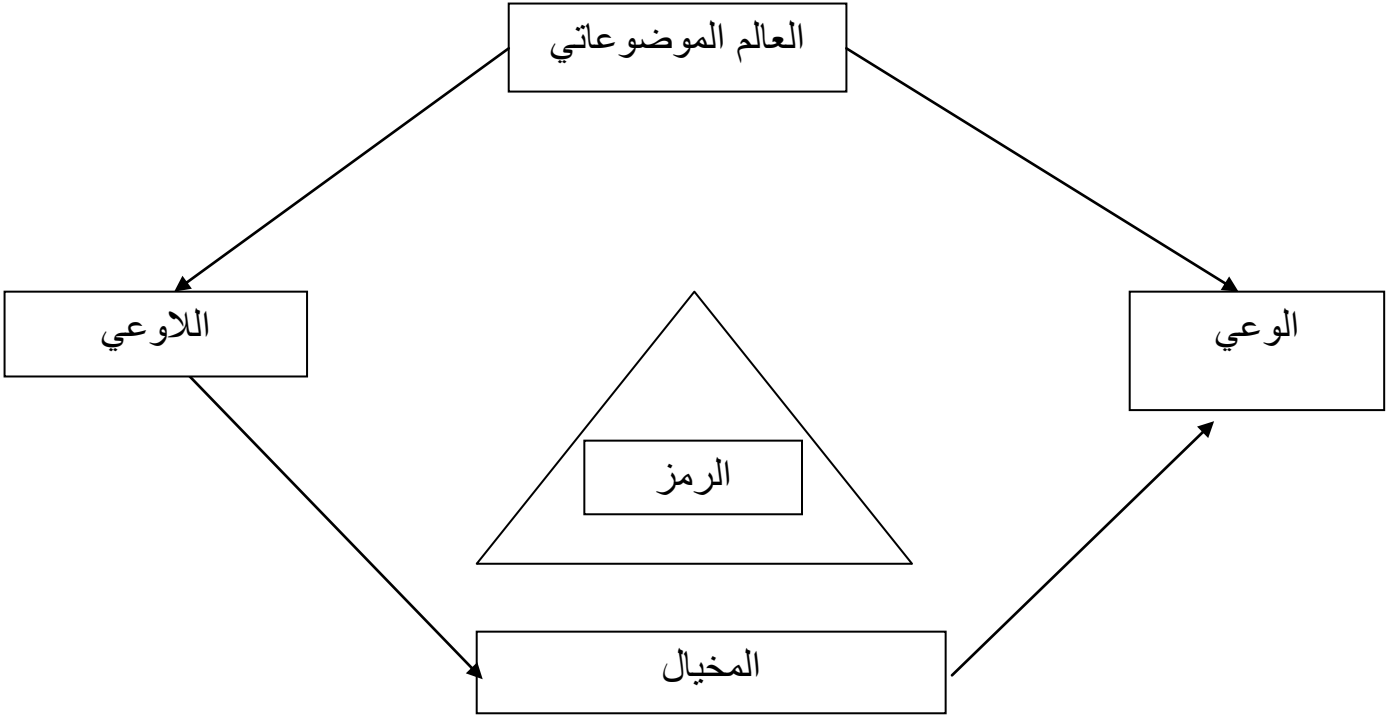 العالم الموضوعاتي
الوعي
اللاوعي
الرمز
المخيال